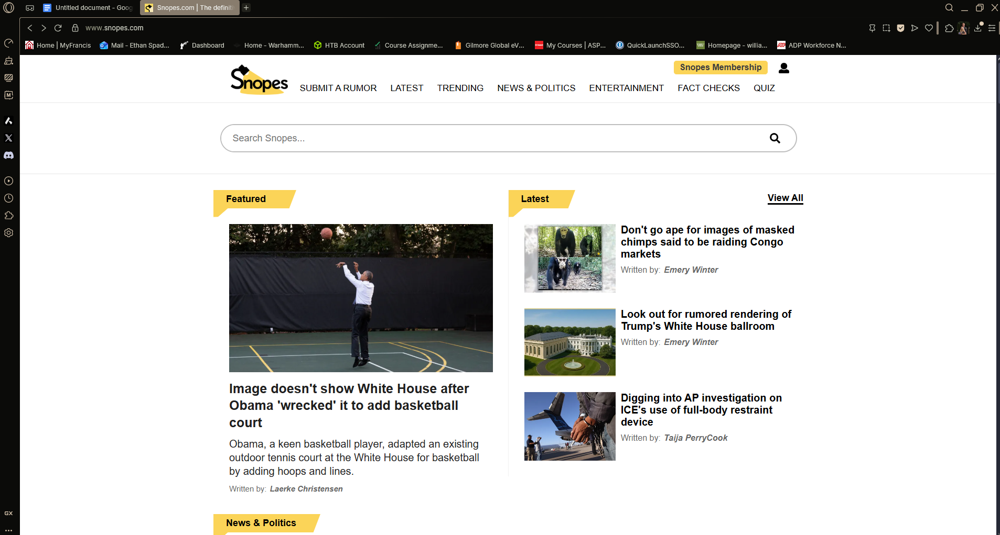 Untitled document - Goog
Snopes.com | The definiti
www.snopes.com
Home | MyFrancis
Mail - Ethan Spad...
Dashboard
Home - Warhamm...
HTB Account
Course Assignme...
Gilmore Global eV...
My Courses | ASP...
QuickLaunchSSO...
Homepage - willia...
ADP Workforce N...
Snopes
Snopes Membership
SUBMIT A RUMOR
LATEST
TRENDING
NEWS & POLITICS
ENTERTAINMENT
FACT CHECKS
QUIZ
Search Snopes...
Featured
Image doesn't show White House after
Obama 'wrecked' it to add basketball
court
Obama, a keen basketball player, adapted an existing
outdoor tennis court at the White House for basketball
by adding hoops and lines.
Written by: Laerke Christensen
Latest
View All
Don't go ape for images of masked
chimps said to be raiding Congo
markets
Written by: Emery Winter
Look out for rumored rendering of
Trump's White House ballroom
Written by: Emery Winter
Digging into AP investigation on
ICE's use of full-body restraint
device
Written by: Taija PerryCook
News & Politics
GX